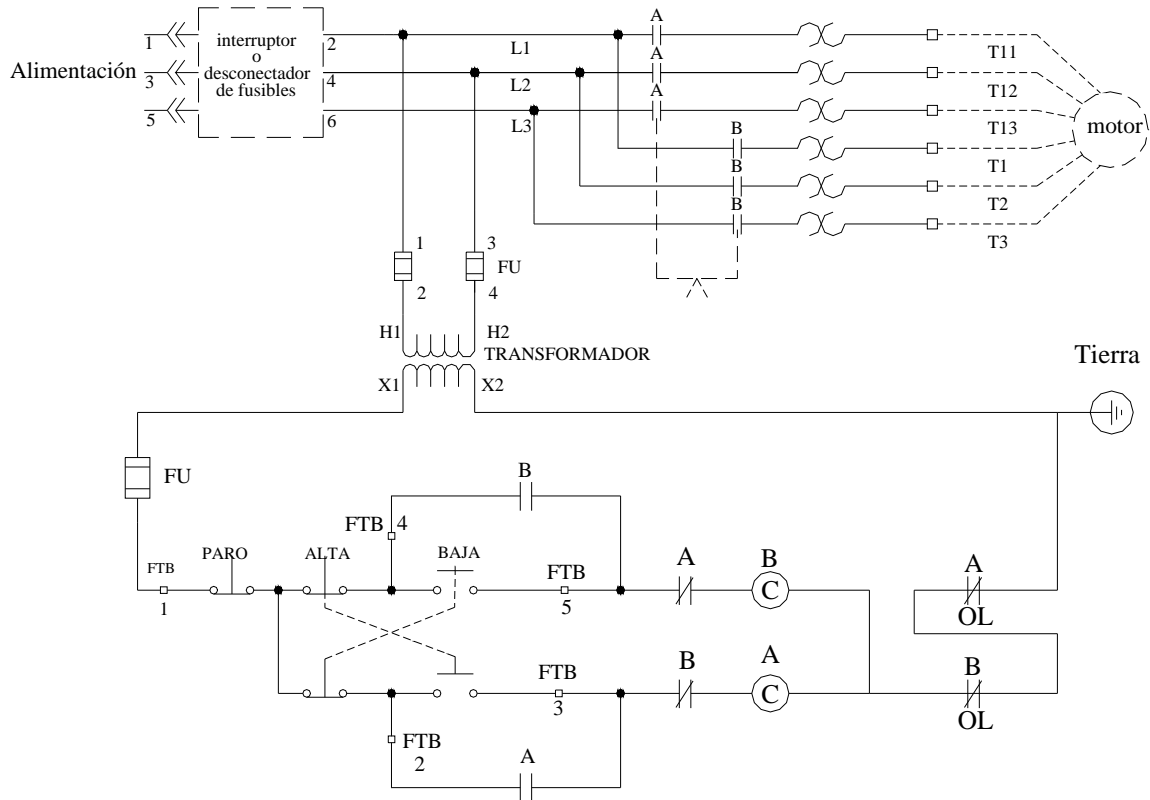 Alimentación
1
3
5
interruptor
o
desconectador
de fusibles
2
4
6
L1
L2
L3
A
A
A
B
B
B
T11
T12
T13
T1
T2
T3
motor
1
2
3
4
FU
H1
H2
TRANSFORMADOR
X1
X2
Tierra
FU
B
FTB
4
FTB
1
PARO
ALTA
BAJA
FTB
5
A
B
C
A
OL
FTB
3
B
A
C
B
OL
FTB
2
A